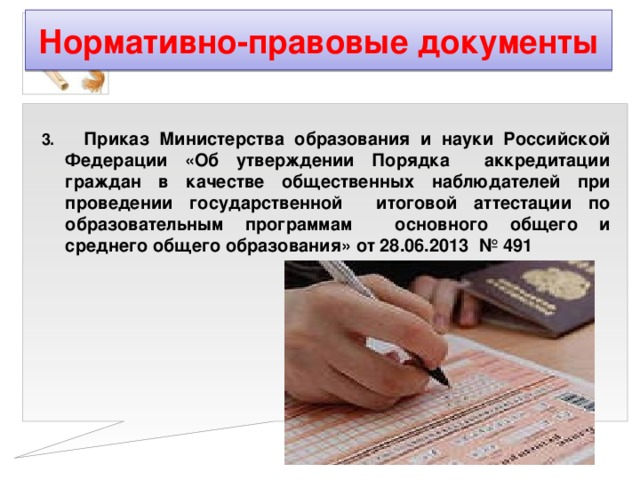 Нормативно-правовые документы
3. Приказ Министерства образования и науки Российской
Федерации «Об утверждении Порядка аккредитации
граждан в качестве общественных наблюдателей при
проведении государственной итоговой аттестации по
образовательным программам основного общего и
среднего общего образования» от 28.06.2013 № 491